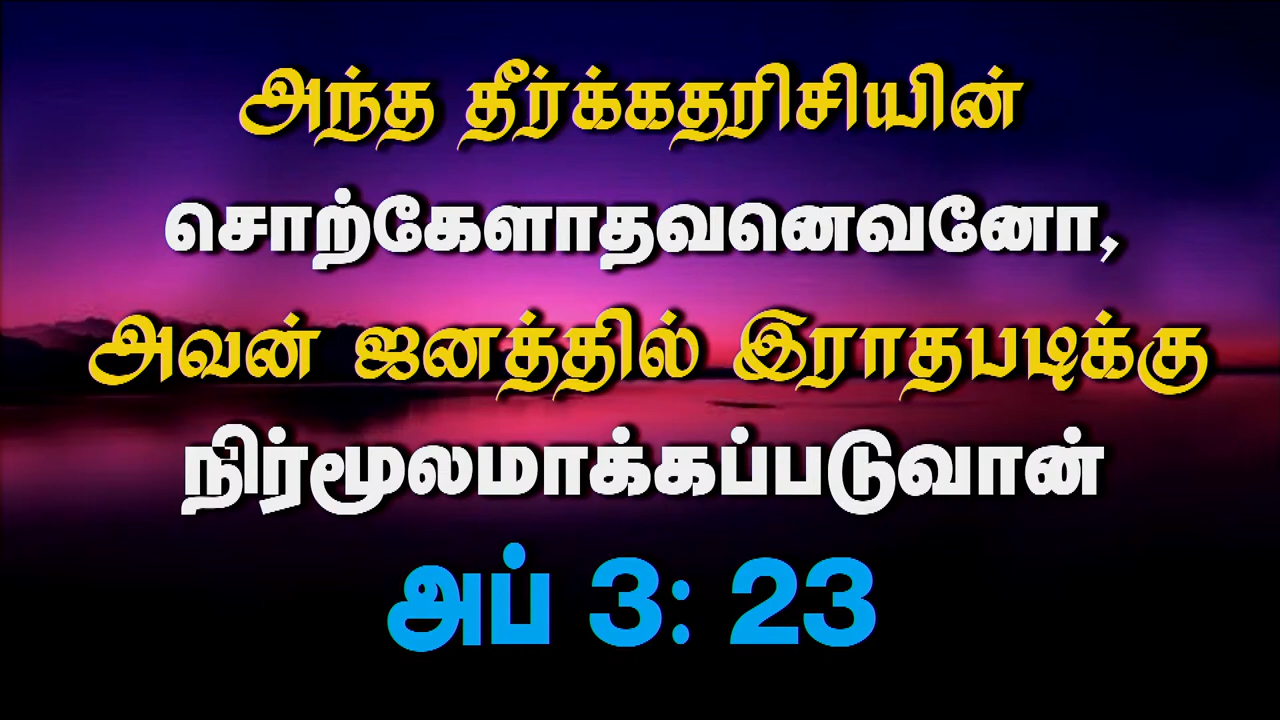 அந்த தீர்க்கதரிசியின்
சொற்கேளாதவனெவனோ,
அவன் ஜனத்தில் இராதபடிக்கு
நிர்மூலமாக்கப்படுவான்
அப் 3: 23